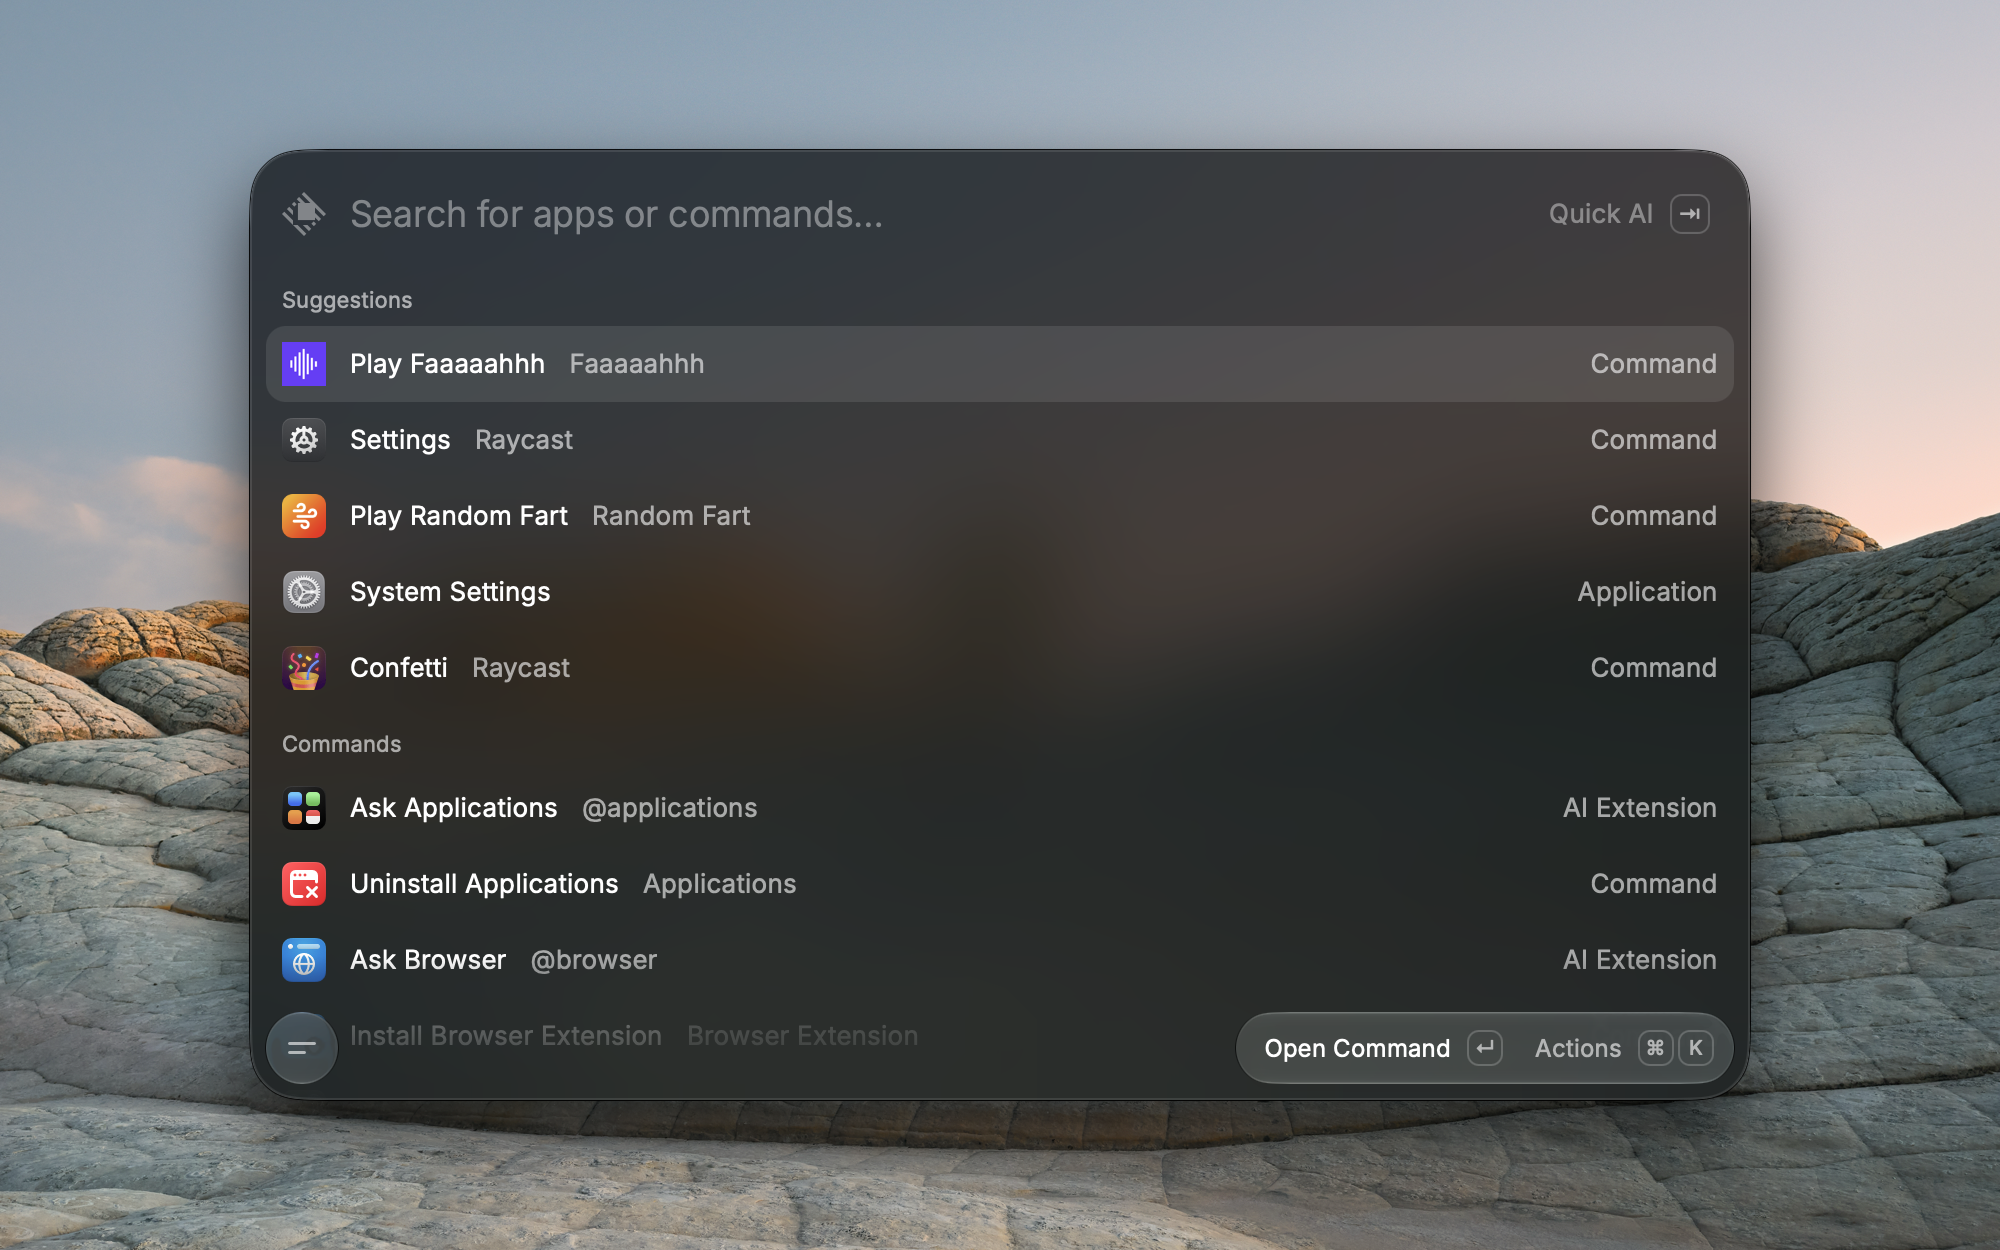 Search for apps or commands... Quick AI
Suggestions
Play Faaaaahhh Faaaaahhh Command
Settings Raycast Command
Play Random Fart Random Fart Command
System Settings Application
Confetti Raycast Command
Commands
Ask Applications @applications AI Extension
Uninstall Applications Applications Command
Ask Browser @browser AI Extension
Install Browser Extension Browser Extension
Open Command ↵ Actions ⌘ K